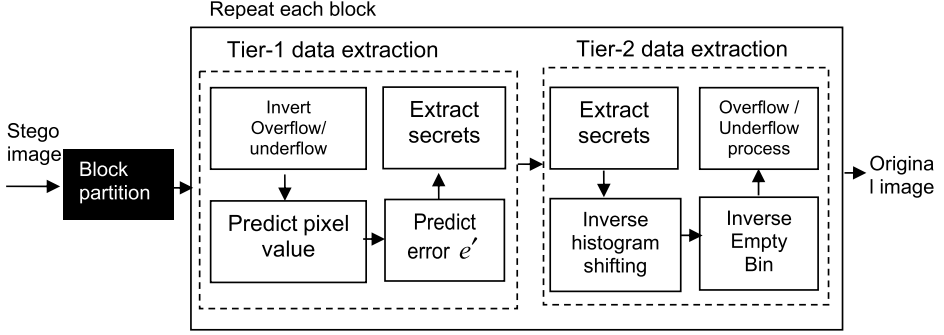 Repeat each block
Tier-1 data extraction
Tier-2 data extraction
Stego
image
Block
partition
Invert
Overflow/
underflow
Extract
secrets
Predict pixel
value
Predict
error e′
Extract
secrets
Overflow /
Underflow
process
Inverse
histogram
shifting
Inverse
Empty
Bin
Origina
l image